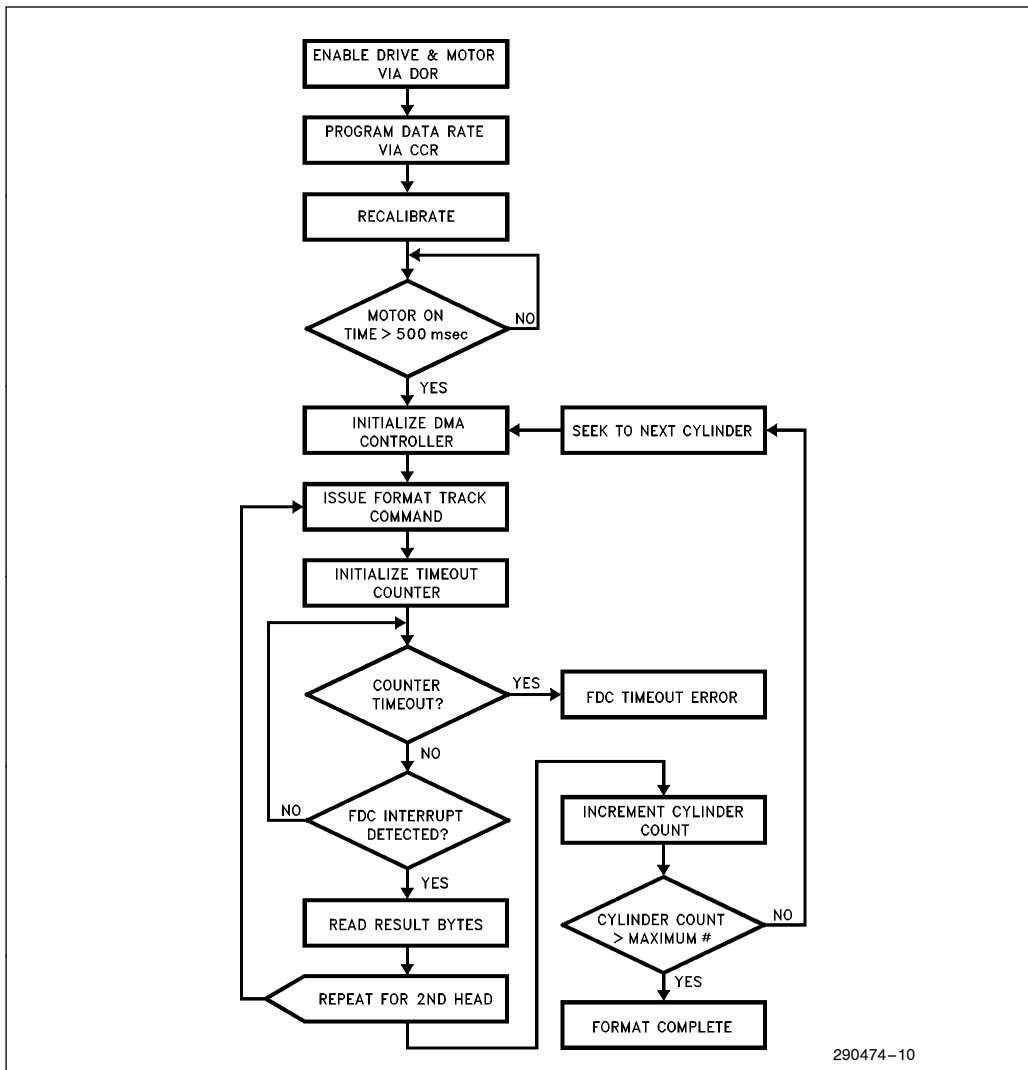 ENABLE DRIVE & MOTOR
VIA DOR
PROGRAM DATA RATE
VIA CCR
RECALIBRATE
MOTOR ON
TIME > 500 msec
NO
YES
INITIALIZE DMA
CONTROLLER
SEEK TO NEXT CYLINDER
ISSUE FORMAT TRACK
COMMAND
INITIALIZE TIMEOUT
COUNTER
COUNTER
TIMEOUT?
YES
FDC TIMEOUT ERROR
NO
FDC INTERRUPT
DETECTED?
NO
YES
READ RESULT BYTES
REPEAT FOR 2ND HEAD
INCREMENT CYLINDER
COUNT
CYLINDER COUNT
> MAXIMUM #
NO
YES
FORMAT COMPLETE
290474-10